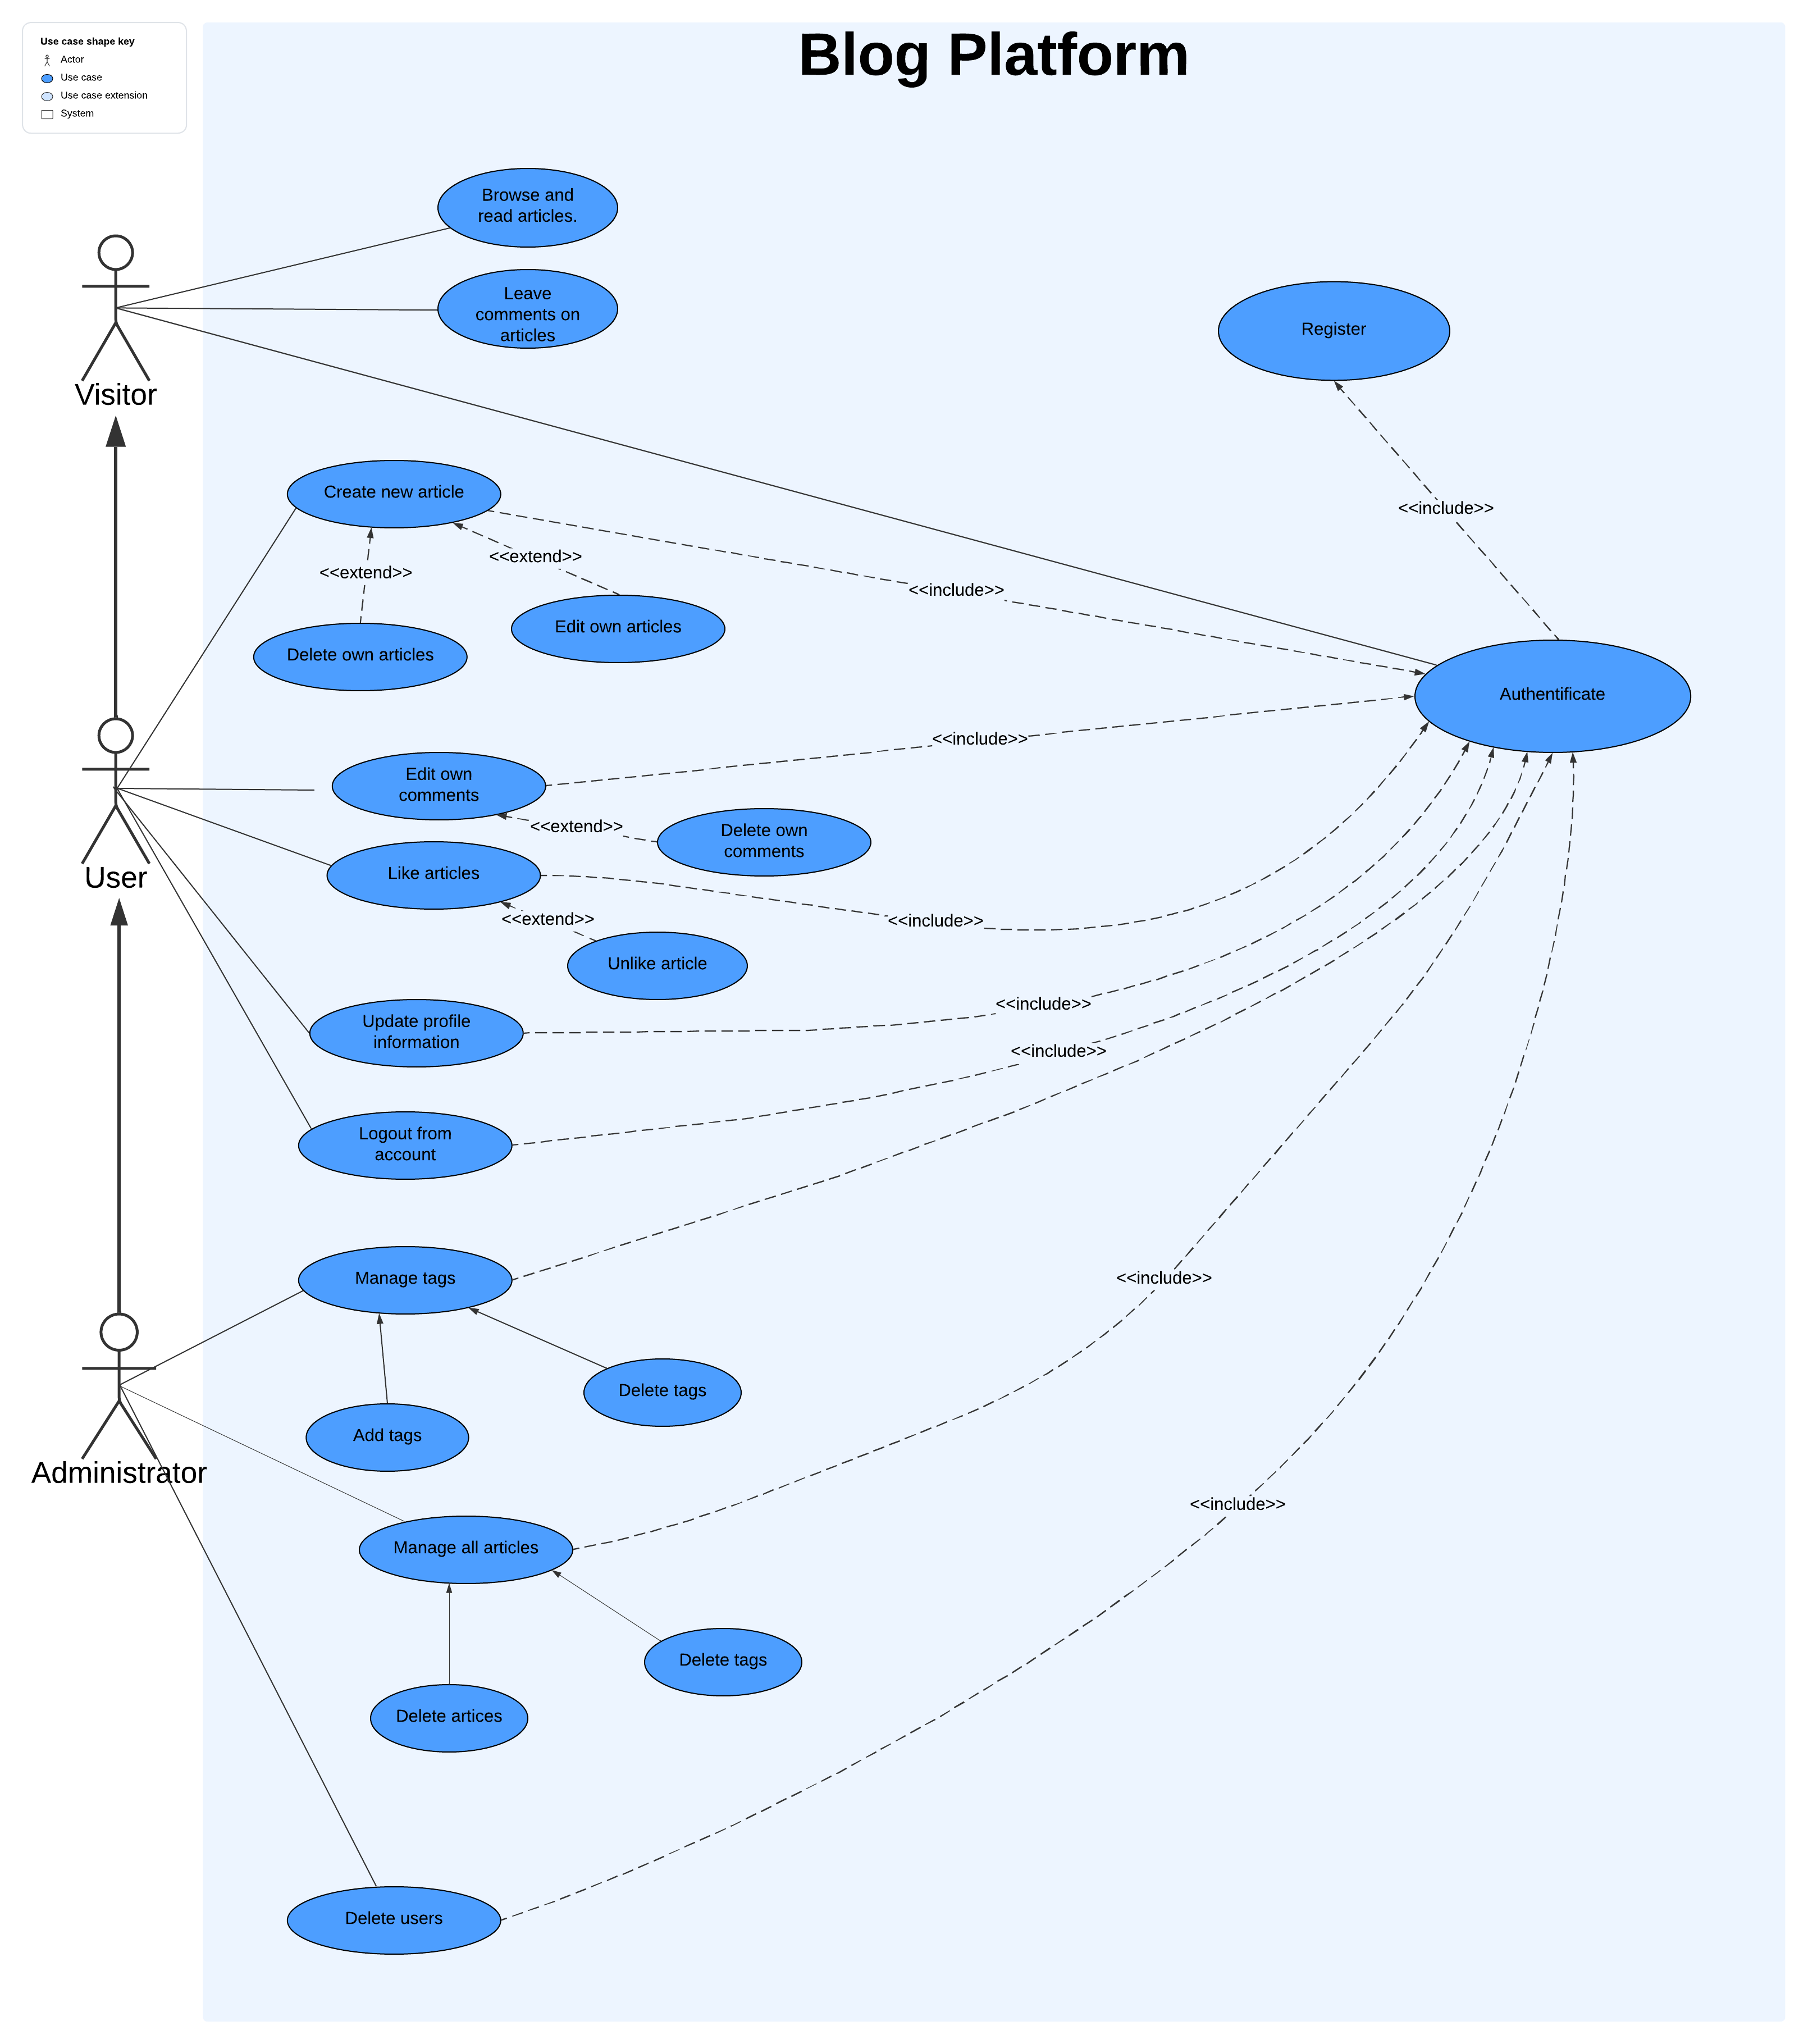 Blog Platform
Use case shape key
Actor
Use case
Use case extension
System
Browse and
read articles.
Leave
comments on
articles
Register
Visitor
Create new article
<<include>>
<<extend>>
<<extend>>
<<include>>
Edit own articles
Delete own articles
Authentificate
<<include>>
Edit own
comments
<<extend>>
Delete own
comments
User
Like articles
<<extend>>
<<include>>
Unlike article
<<include>>
Update profile
information
<<include>>
Logout from
account
Manage tags
<<include>>
Delete tags
Add tags
Administrator
<<include>>
Manage all articles
Delete tags
Delete artices
Delete users